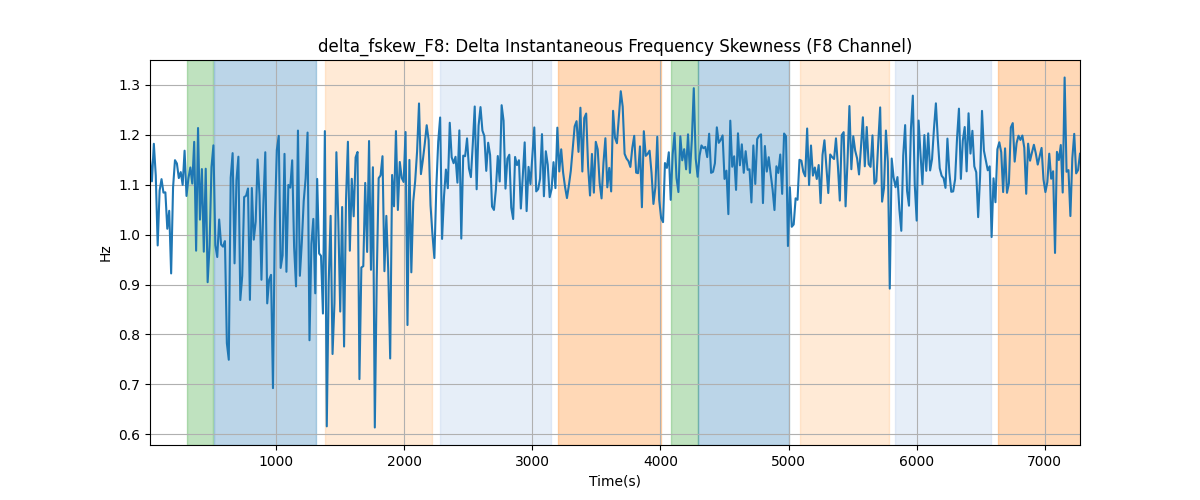 delta_fskew_F8: Delta Instantaneous Frequency Skewness (F8 Channel)
1.3
1.2
1.1
1.0
0.9
0.8
0.7
0.6
Hz
1000 2000 3000 4000 5000 6000 7000
Time(s)